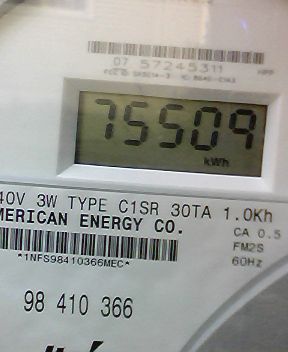 07 57245311
HPP
75509
kWh
40V 3W TYPE C1SR 30TA 1.0Kh
MERICAN ENERGY CO.
CA 0.5
FM2S
*1NFS98410366MEC*
60Hz
98 410 366